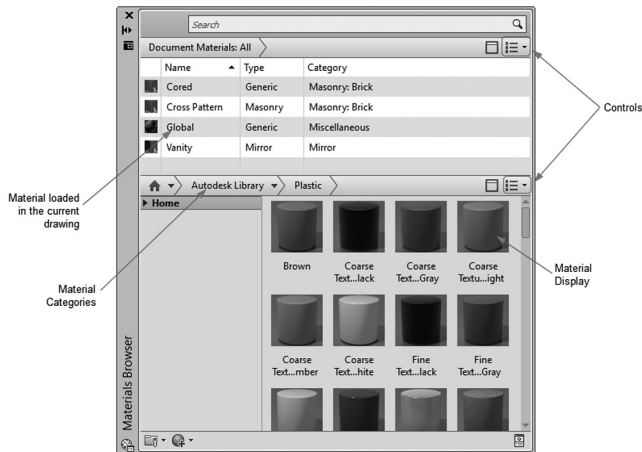 Search
Document Materials: All
Name Type Category
Cored Generic Masonry: Brick
Cross Pattern Masonry Masonry: Brick
Global Generic Miscellaneous
Vanity Mirror Mirror
Controls
Autodesk Library Plastic
Home
Material loaded
in the current
drawing
Material
Categories
Brown
Coarse
Text...lack
Coarse
Text...Gray
Coarse
Textu...ight
Material
Display
Coarse
Text...mber
Coarse
Text...hite
Fine
Text...lack
Fine
Text...Gray
Materials Browser